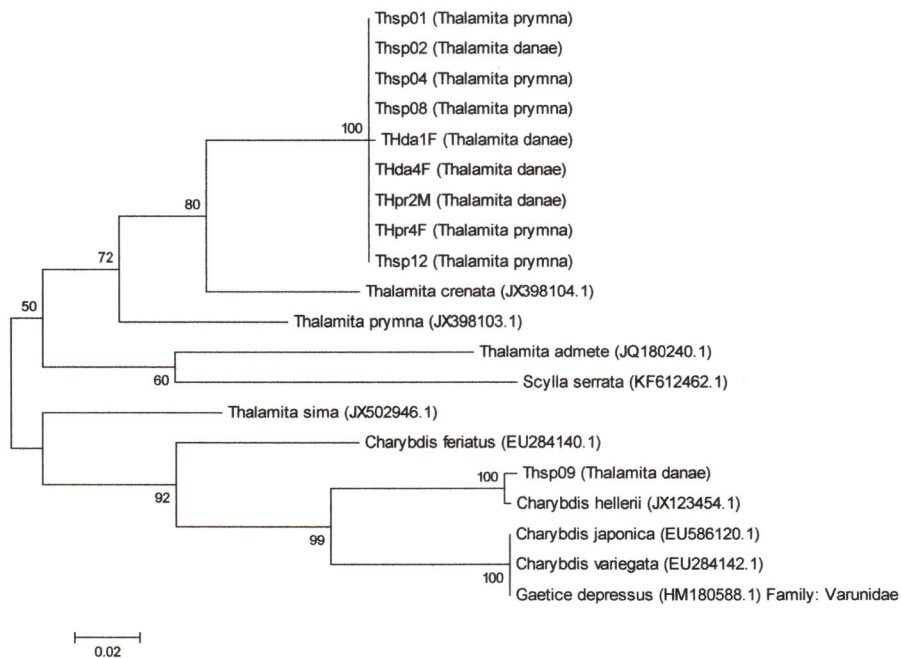 Thsp01 (Thalamita prymna)
Thsp02 (Thalamita danae)
Thsp04 (Thalamita prymna)
Thsp08 (Thalamita prymna)
100
THda1F (Thalamita danae)
THda4F (Thalamita danae)
80
THpr2M (Thalamita danae)
THpr4F (Thalamita prymna)
72
Thsp12 (Thalamita prymna)
Thalamita crenata (JX398104.1)
50
Thalamita prymna (JX398103.1)
Thalamita admete (JQ180240.1)
60
Scylla serrata (KF612462.1)
Thalamita sima (JX502946.1)
Charybdis feriatus (EU284140.1)
100
Thsp09 (Thalamita danae)
92
Charybdis hellerii (JX123454.1)
99
Charybdis japonica (EU586120.1)
Charybdis variegata (EU284142.1)
100
Gaetice depressus (HM180588.1) Family: Varunidae
0.02